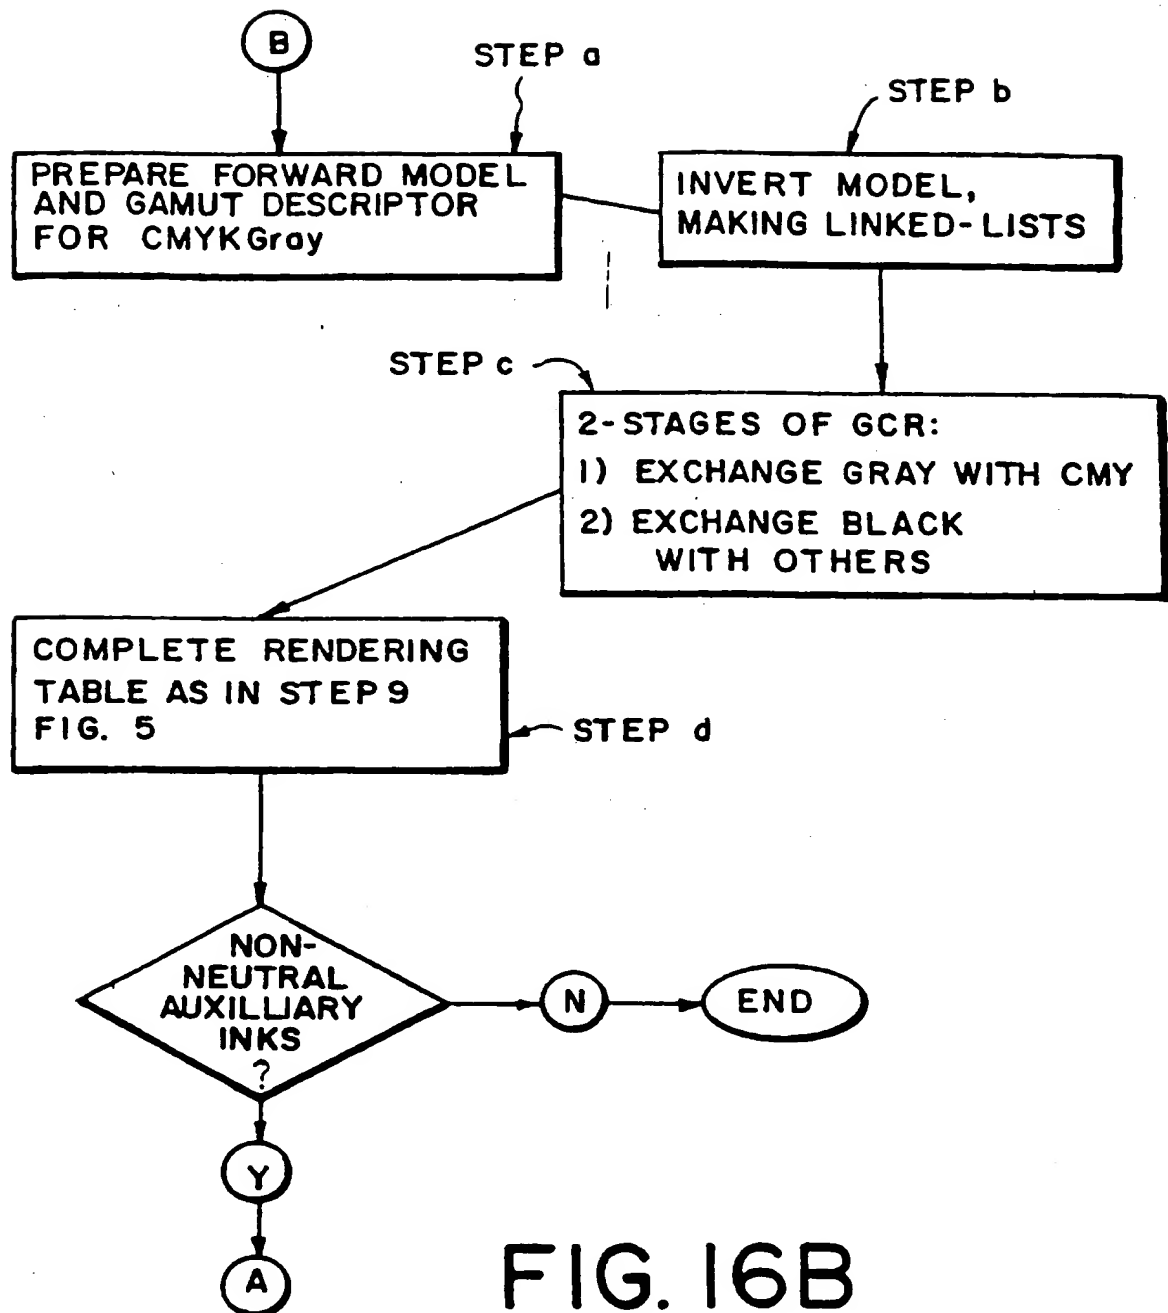 B
STEP a
STEP b
PREPARE FORWARD MODEL
AND GAMUT DESCRIPTOR
FOR CMYKGray
INVERT MODEL,
MAKING LINKED-LISTS
STEP c
2-STAGES OF GCR:
1) EXCHANGE GRAY WITH CMY
2) EXCHANGE BLACK
WITH OTHERS
COMPLETE RENDERING
TABLE AS IN STEP 9
FIG. 5
STEP d
NON-
NEUTRAL
AUXILLIARY
INKS
?
N
END
Y
A
FIG. 16B